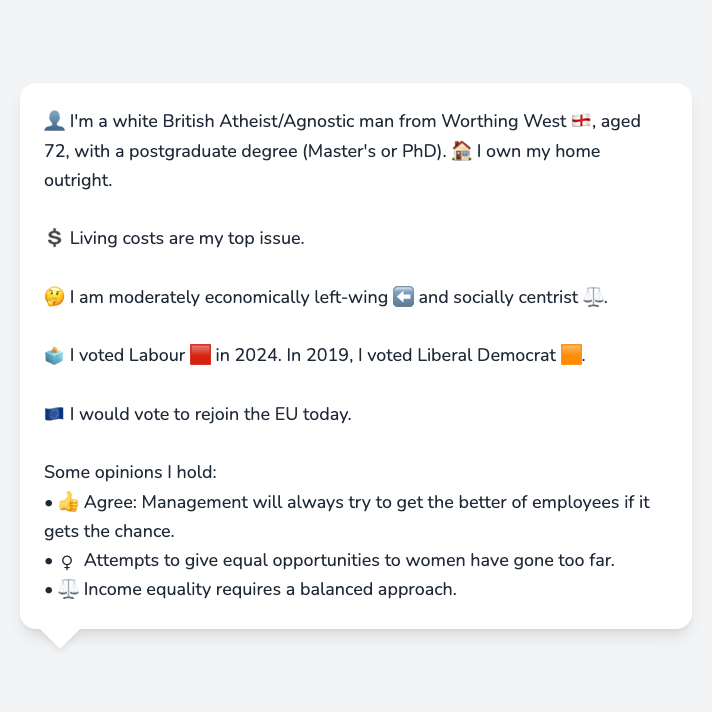 👤 I'm a white British Atheist/Agnostic man from Worthing West 🏴󠁧󠁢󠁥󠁮󠁧󠁿, aged
72, with a postgraduate degree (Master's or PhD). 🏠 I own my home
outright.
💲 Living costs are my top issue.
🤔 I am moderately economically left-wing ⬅️ and socially centrist ⚖️.
🗳️ I voted Labour 🟥 in 2024. In 2019, I voted Liberal Democrat 🟧.
🇪🇺 I would vote to rejoin the EU today.
Some opinions I hold:
• 👍 Agree: Management will always try to get the better of employees if it
gets the chance.
• ♀ Attempts to give equal opportunities to women have gone too far.
• ⚖️ Income equality requires a balanced approach.